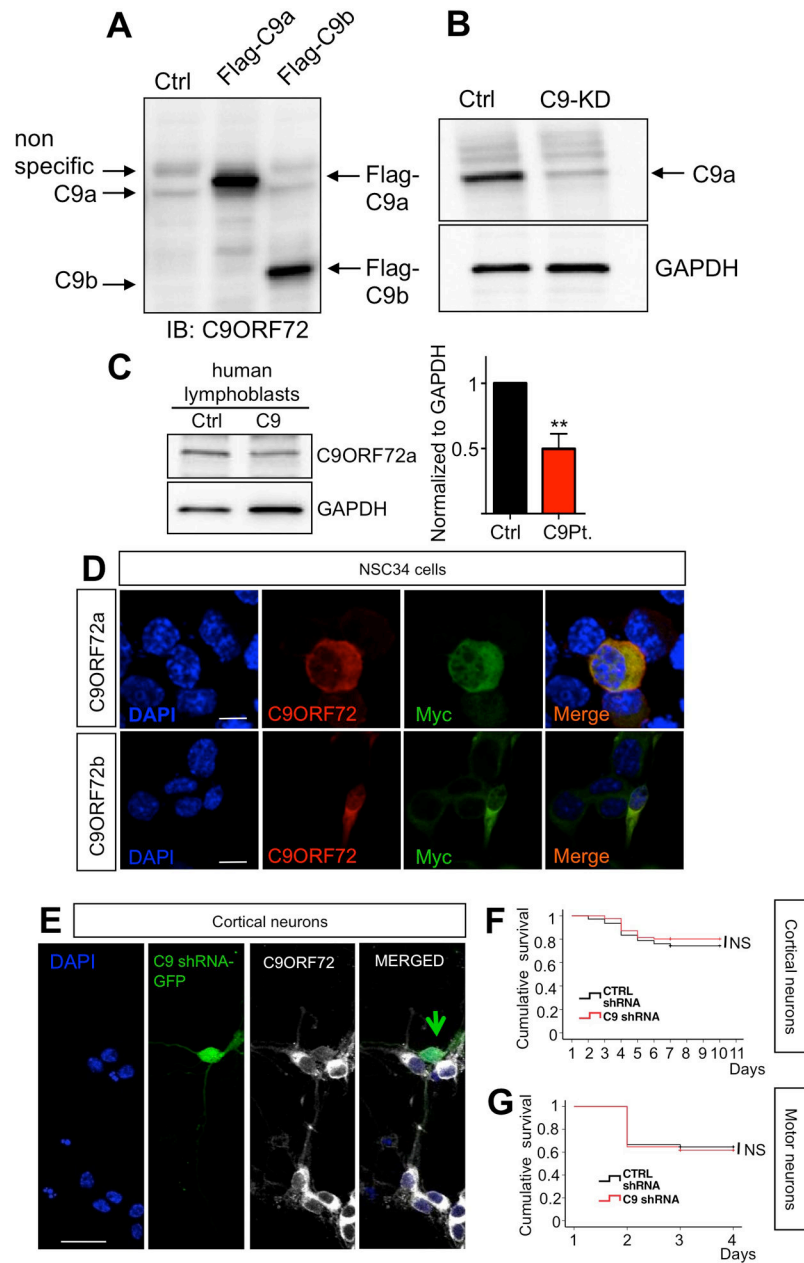 A
Ctrl
Flag-C9a
Flag-C9b
non
specific
C9a
C9b
Flag-
C9a
Flag-
C9b
IB: C9ORF72
B
Ctrl
C9-KD
C9a
GAPDH
C
human
lymphoblasts
Ctrl C9
C9ORF72a
GAPDH
Normalized to GAPDH
1
0.5
**
Ctrl C9Pt.
D
NSC34 cells
C9ORF72a
DAPI
C9ORF72
Myc
Merge
C9ORF72b
DAPI
C9ORF72
Myc
Merge
E
Cortical neurons
DAPI
C9 shRNA-
GFP
C9ORF72
MERGED
F
Cumulative survival
1
0.8
0.6
0.4
0.2
0
NS
CTRL
shRNA
C9 shRNA
1 2 3 4 5 6 7 8 9 10 11
Days
Cortical
neurons
G
Cumulative survival
1
0.8
0.6
0.4
0.2
0
NS
CTRL
shRNA
C9 shRNA
1 2 3 4
Days
Motor
neurons